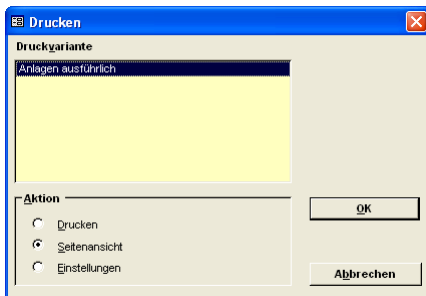 Drucken
Druckvariante
Anlagen ausführlich
Aktion
Drucken
Seitenansicht
Einstellungen
OK
Abbrechen